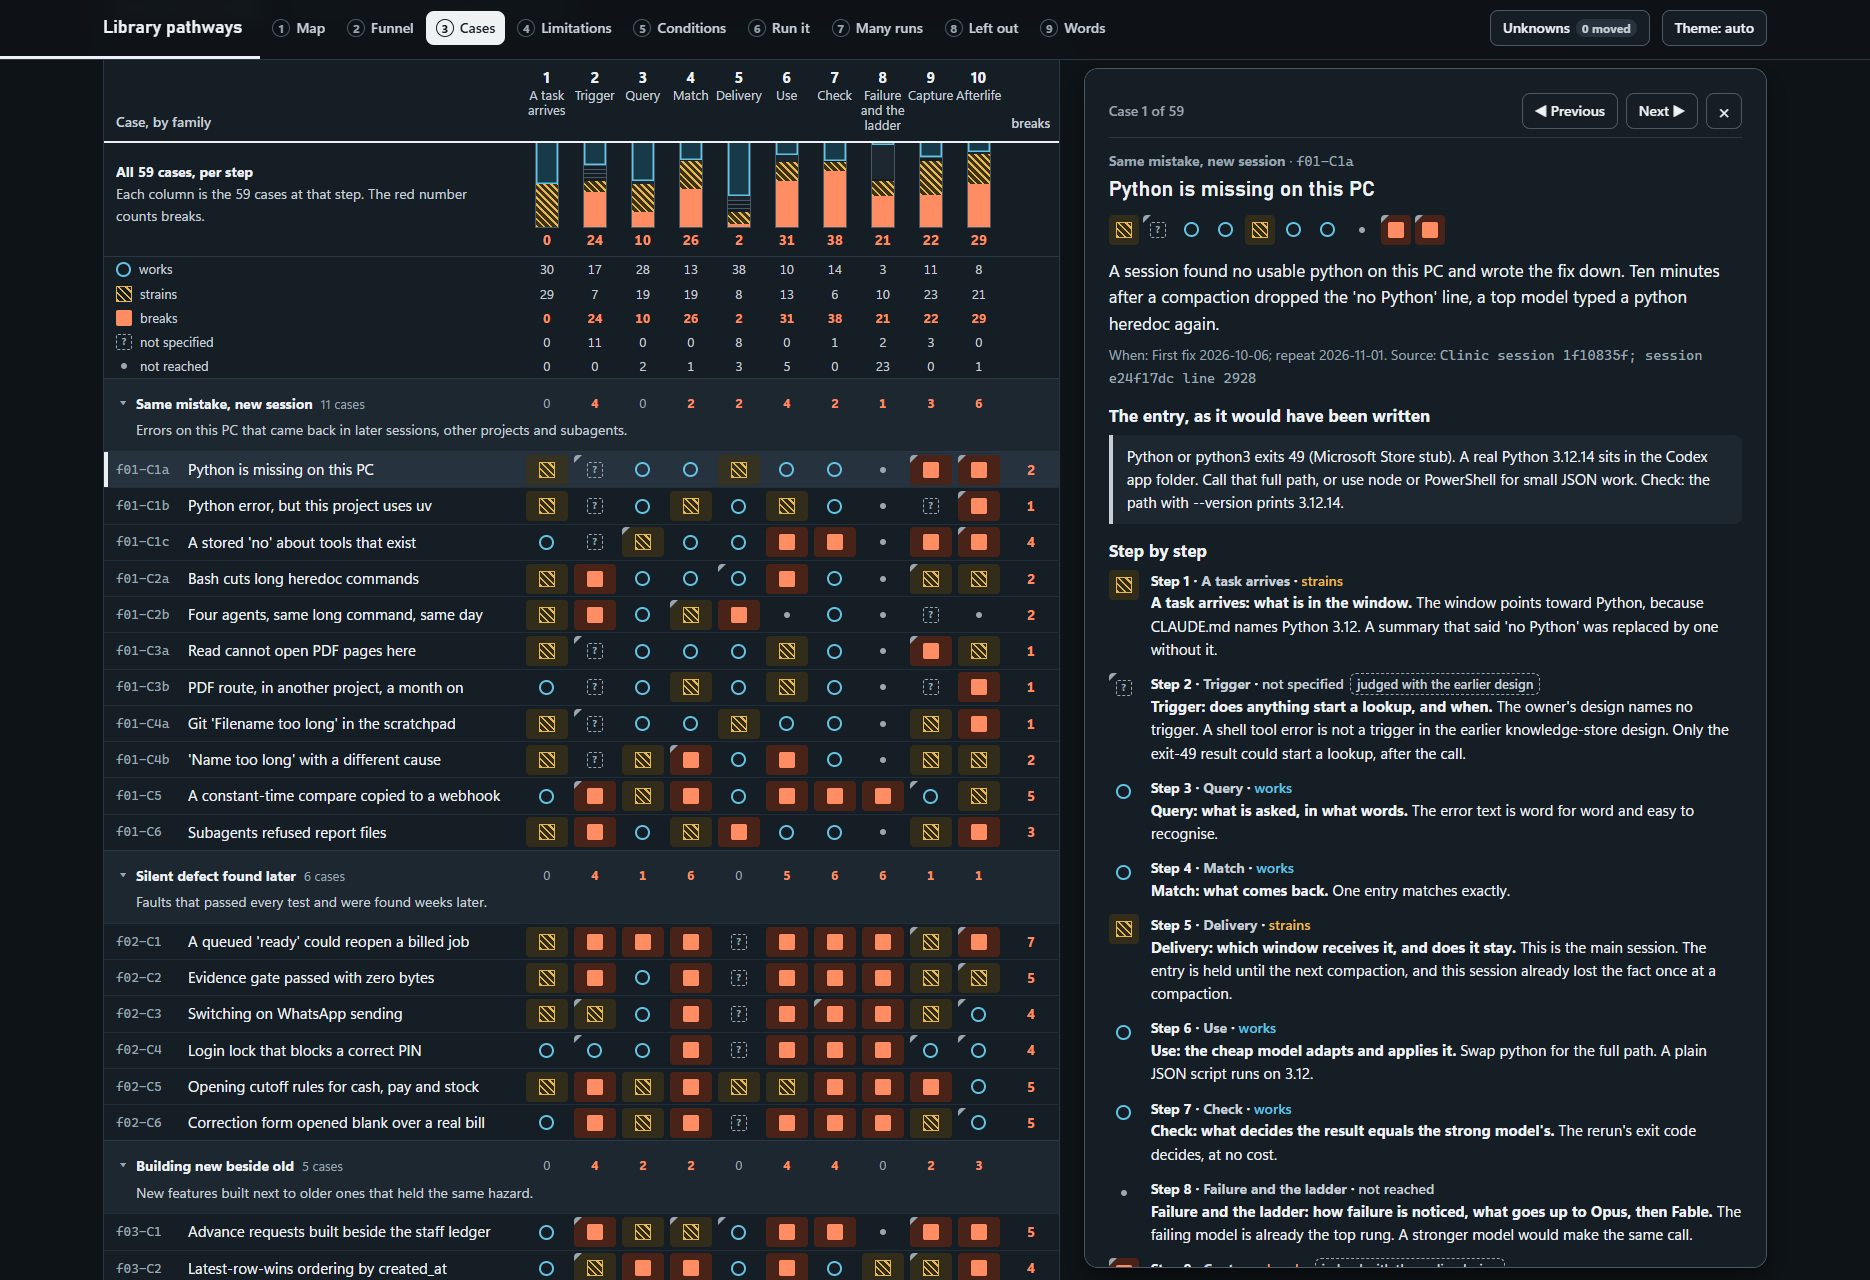 Library pathways
1 Map
2 Funnel
3 Cases
4 Limitations
5 Conditions
6 Run it
7 Many runs
8 Left out
9 Words
Unknowns 0 moved
Theme: auto
Case, by family
1 A task arrives
2 Trigger
3 Query
4 Match
5 Delivery
6 Use
7 Check
8 Failure and the ladder
9 Capture
10 Afterlife
breaks
All 59 cases, per step
Each column is the 59 cases at that step. The red number
counts breaks.
0 24 10 26 2 31 38 21 22 29
works 30 17 28 13 38 10 14 3 11 8
strains 29 7 19 19 8 13 6 10 23 21
breaks 0 24 10 26 2 31 38 21 22 29
? not specified 0 11 0 0 8 0 1 2 3 0
not reached 0 0 2 1 3 5 0 23 0 1
Same mistake, new session 11 cases 0 4 0 2 2 4 2 1 3 6
Errors on this PC that came back in later sessions, other projects and subagents.
f01-C1a Python is missing on this PC ? 2
f01-C1b Python error, but this project uses uv ? ? 1
f01-C1c A stored 'no' about tools that exist ? 4
f01-C2a Bash cuts long heredoc commands 2
f01-C2b Four agents, same long command, same day ? 2
f01-C3a Read cannot open PDF pages here ? 1
f01-C3b PDF route, in another project, a month on ? ? 1
f01-C4a Git 'Filename too long' in the scratchpad ? 1
f01-C4b 'Name too long' with a different cause ? 2
f01-C5 A constant-time compare copied to a webhook 5
f01-C6 Subagents refused report files 3
Silent defect found later 6 cases 0 4 1 6 0 5 6 6 1 1
Faults that passed every test and were found weeks later.
f02-C1 A queued 'ready' could reopen a billed job ? 7
f02-C2 Evidence gate passed with zero bytes ? 5
f02-C3 Switching on WhatsApp sending ? 4
f02-C4 Login lock that blocks a correct PIN ? 4
f02-C5 Opening cutoff rules for cash, pay and stock 5
f02-C6 Correction form opened blank over a real bill ? 5
Building new beside old 5 cases 0 4 2 2 0 4 4 0 2 3
New features built next to older ones that held the same hazard.
f03-C1 Advance requests built beside the staff ledger 5
f03-C2 Latest-row-wins ordering by created_at 4
Case 1 of 59
◀ Previous
Next ▶
×
Same mistake, new session · f01-C1a
Python is missing on this PC
?
A session found no usable python on this PC and wrote the fix down. Ten minutes
after a compaction dropped the 'no Python' line, a top model typed a python
heredoc again.
When: First fix 2026-10-06; repeat 2026-11-01. Source: Clinic session 1f10835f; session
e24f17dc line 2928
The entry, as it would have been written
Python or python3 exits 49 (Microsoft Store stub). A real Python 3.12.14 sits in the Codex
app folder. Call that full path, or use node or PowerShell for small JSON work. Check: the
path with --version prints 3.12.14.
Step by step
Step 1 · A task arrives · strains
A task arrives: what is in the window. The window points toward Python, because
CLAUDE.md names Python 3.12. A summary that said 'no Python' was replaced by one
without it.
? Step 2 · Trigger · not specified judged with the earlier design
Trigger: does anything start a lookup, and when. The owner's design names no
trigger. A shell tool error is not a trigger in the earlier knowledge-store design. Only the
exit-49 result could start a lookup, after the call.
Step 3 · Query · works
Query: what is asked, in what words. The error text is word for word and easy to
recognise.
Step 4 · Match · works
Match: what comes back. One entry matches exactly.
Step 5 · Delivery · strains
Delivery: which window receives it, and does it stay. This is the main session. The
entry is held until the next compaction, and this session already lost the fact once at a
compaction.
Step 6 · Use · works
Use: the cheap model adapts and applies it. Swap python for the full path. A plain
JSON script runs on 3.12.
Step 7 · Check · works
Check: what decides the result equals the strong model's. The rerun's exit code
decides, at no cost.
Step 8 · Failure and the ladder · not reached
Failure and the ladder: how failure is noticed, what goes up to Opus, then Fable. The
failing model is already the top rung. A stronger model would make the same call.